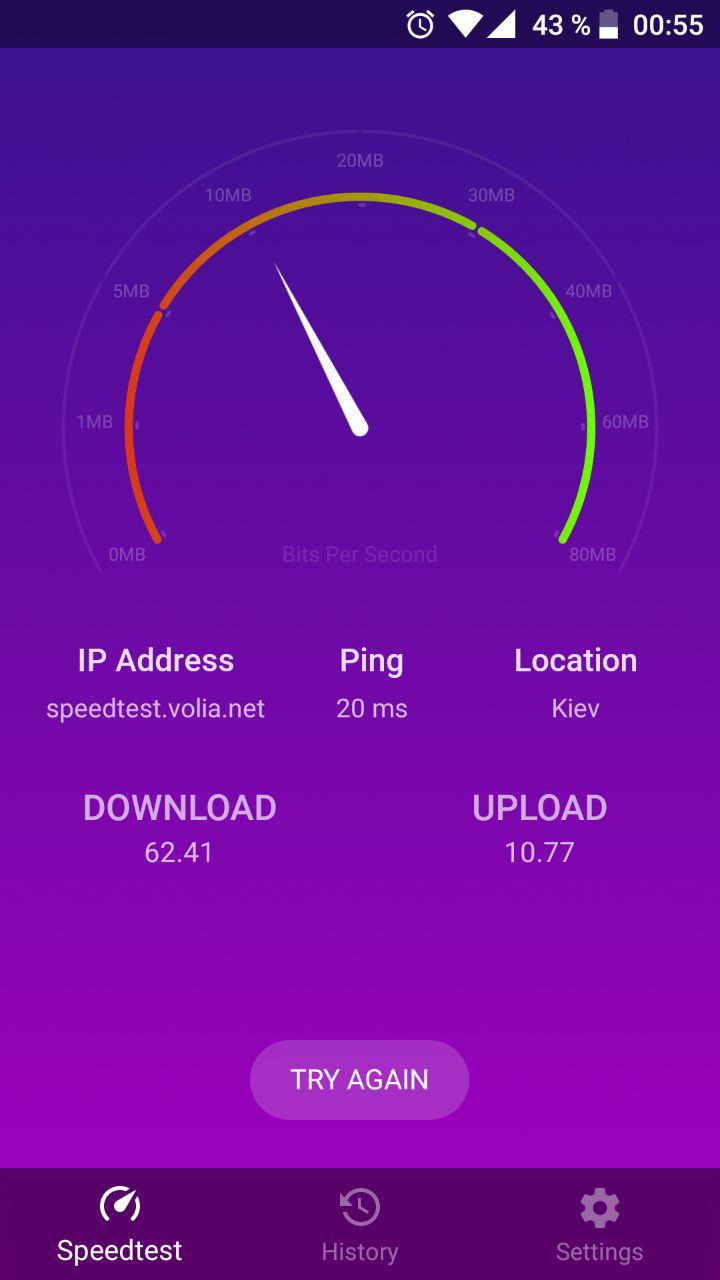 43 % 00:55
20MB
10MB 30MB
5MB 40MB
1MB 60MB
0MB Bits Per Second 80MB
IP Address Ping Location
speedtest.volia.net 20 ms Kiev
DOWNLOAD UPLOAD
62.41 10.77
TRY AGAIN
Speedtest History Settings